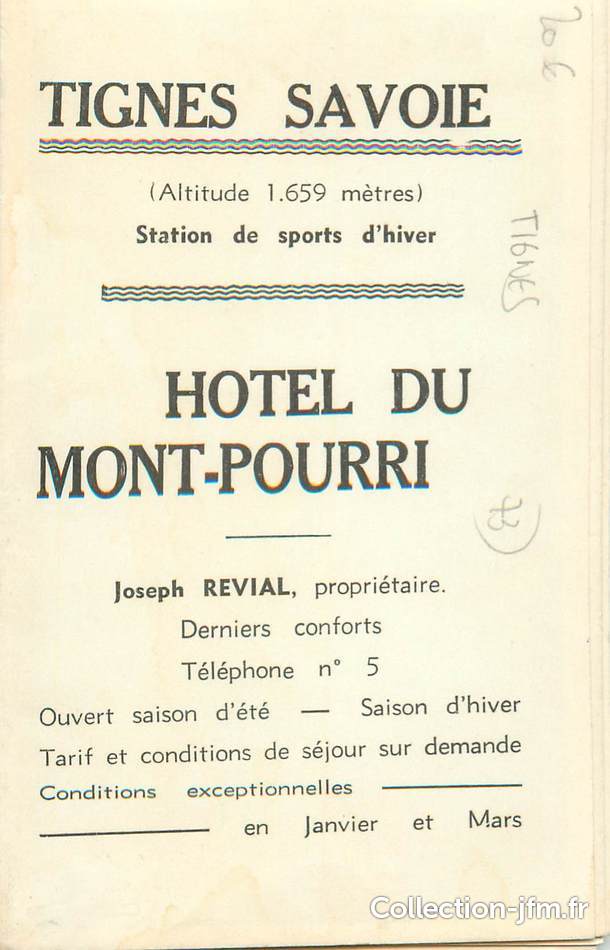 TIGNES SAVOIE
(Altitude 1.659 mètres)
Station de sports d'hiver
HOTEL DU
MONT-POURRI
Joseph REVIAL, propriétaire.
Derniers conforts
Téléphone n° 5
Ouvert saison d'été — Saison d'hiver
Tarif et conditions de séjour sur demande
Conditions exceptionnelles ———
——— en Janvier et Mars
20 €
TIGNES
73
Collection-jfm.fr